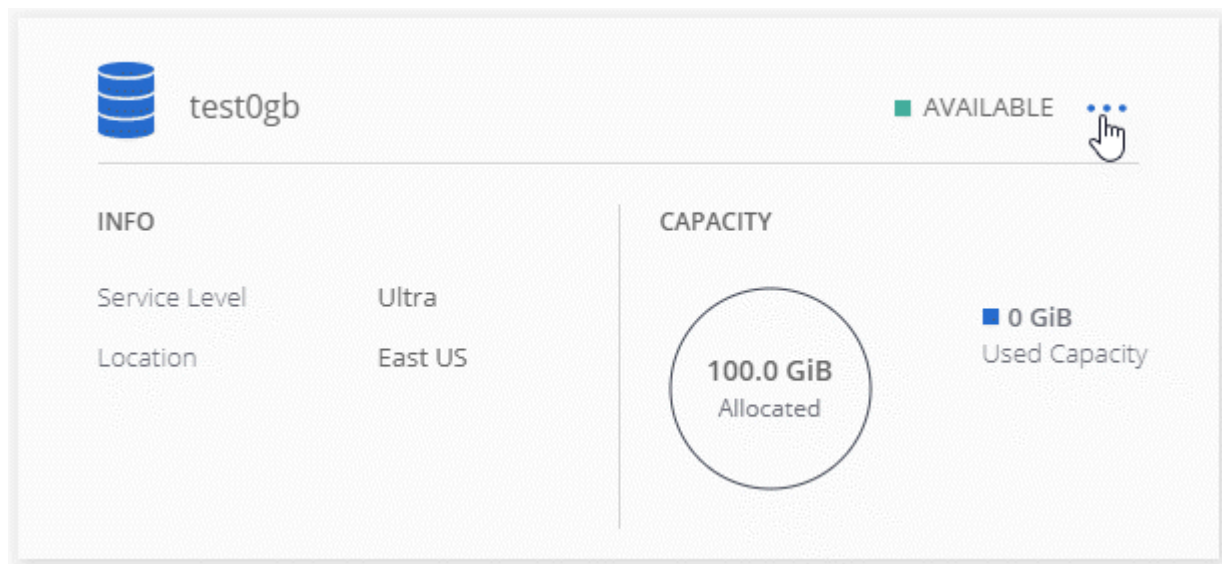 test0gb
AVAILABLE
INFO
Service Level Ultra
Location East US
CAPACITY
100.0 GiB
Allocated
0 GiB
Used Capacity